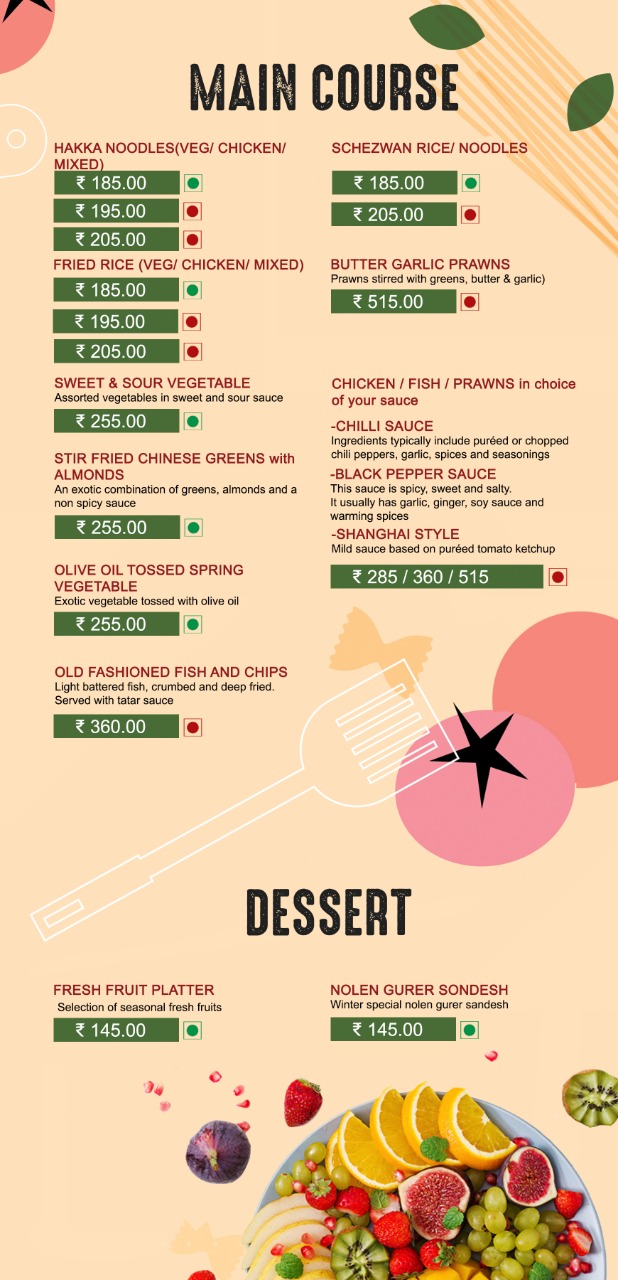 MAIN COURSE
HAKKA NOODLES(VEG/ CHICKEN/
MIXED)
₹ 185.00
₹ 195.00
₹ 205.00
FRIED RICE (VEG/ CHICKEN/ MIXED)
₹ 185.00
₹ 195.00
₹ 205.00
SWEET & SOUR VEGETABLE
Assorted vegetables in sweet and sour sauce
₹ 255.00
STIR FRIED CHINESE GREENS with
ALMONDS
An exotic combination of greens, almonds and a
non spicy sauce
₹ 255.00
OLIVE OIL TOSSED SPRING
VEGETABLE
Exotic vegetable tossed with olive oil
₹ 255.00
OLD FASHIONED FISH AND CHIPS
Light battered fish, crumbed and deep fried.
Served with tatar sauce
₹ 360.00
SCHEZWAN RICE/ NOODLES
₹ 185.00
₹ 205.00
BUTTER GARLIC PRAWNS
Prawns stirred with greens, butter & garlic)
₹ 515.00
CHICKEN / FISH / PRAWNS in choice
of your sauce
-CHILLI SAUCE
Ingredients typically include puréed or chopped
chili peppers, garlic, spices and seasonings
-BLACK PEPPER SAUCE
This sauce is spicy, sweet and salty.
It usually has garlic, ginger, soy sauce and
warming spices
-SHANGHAI STYLE
Mild sauce based on puréed tomato ketchup
₹ 285 / 360 / 515
DESSERT
FRESH FRUIT PLATTER
Selection of seasonal fresh fruits
₹ 145.00
NOLEN GURER SONDESH
Winter special nolen gurer sandesh
₹ 145.00